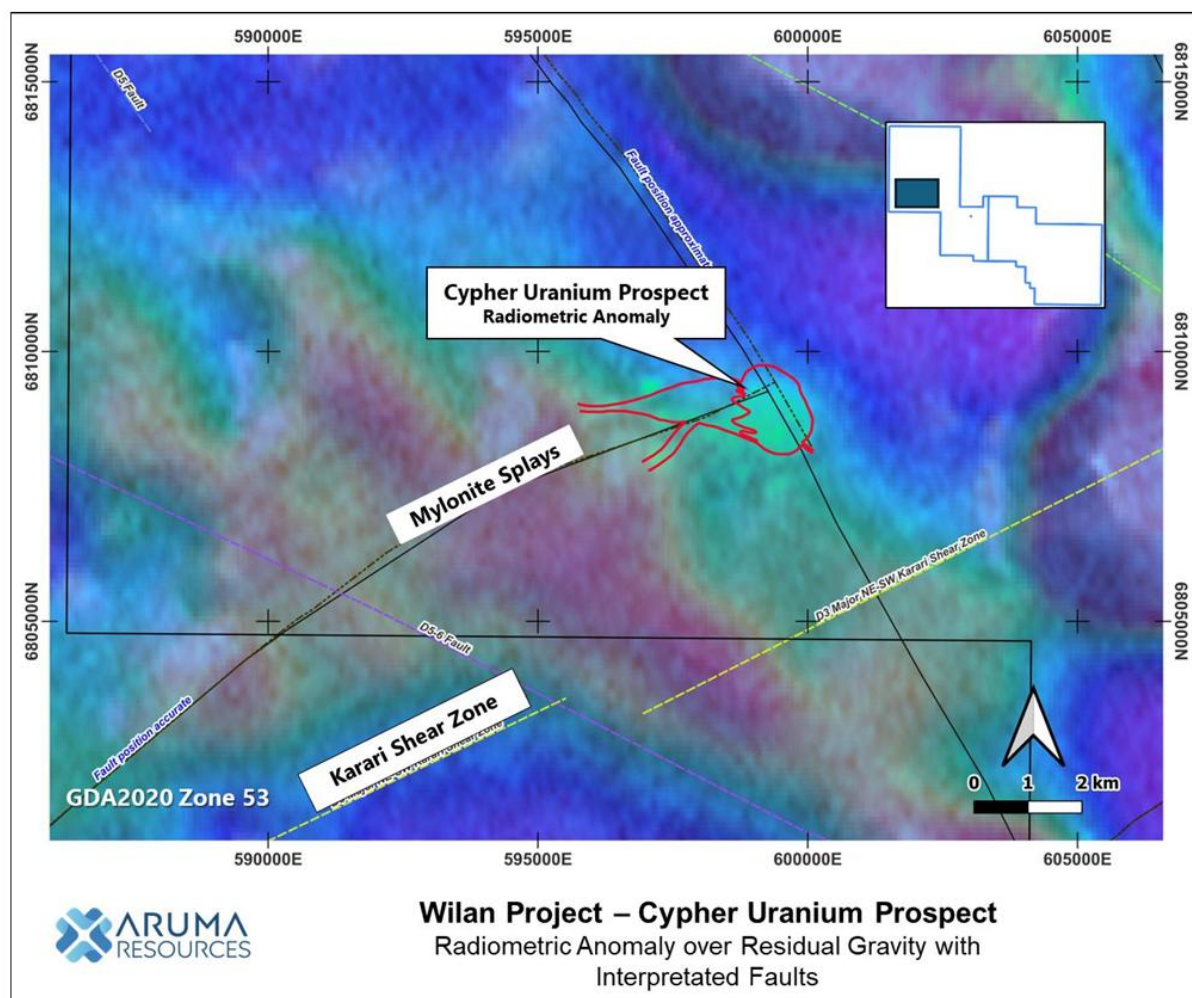 590000E
595000E
600000E
605000E
6815000N
6815000N
D5 Fault
Fault position approximat
Cypher Uranium Prospect
Radiometric Anomaly
6810000N
6810000N
Mylonite Splays
D3 Major NE-SW Karari Shear Zone
6805000N
6805000N
D5-6 Fault
Karari Shear Zone
Fault position accurate
GDA2020 Zone 53
0 1 2 km
590000E
595000E
600000E
605000E
ARUMA
RESOURCES
Wilan Project – Cypher Uranium Prospect
Radiometric Anomaly over Residual Gravity with
Interpretated Faults